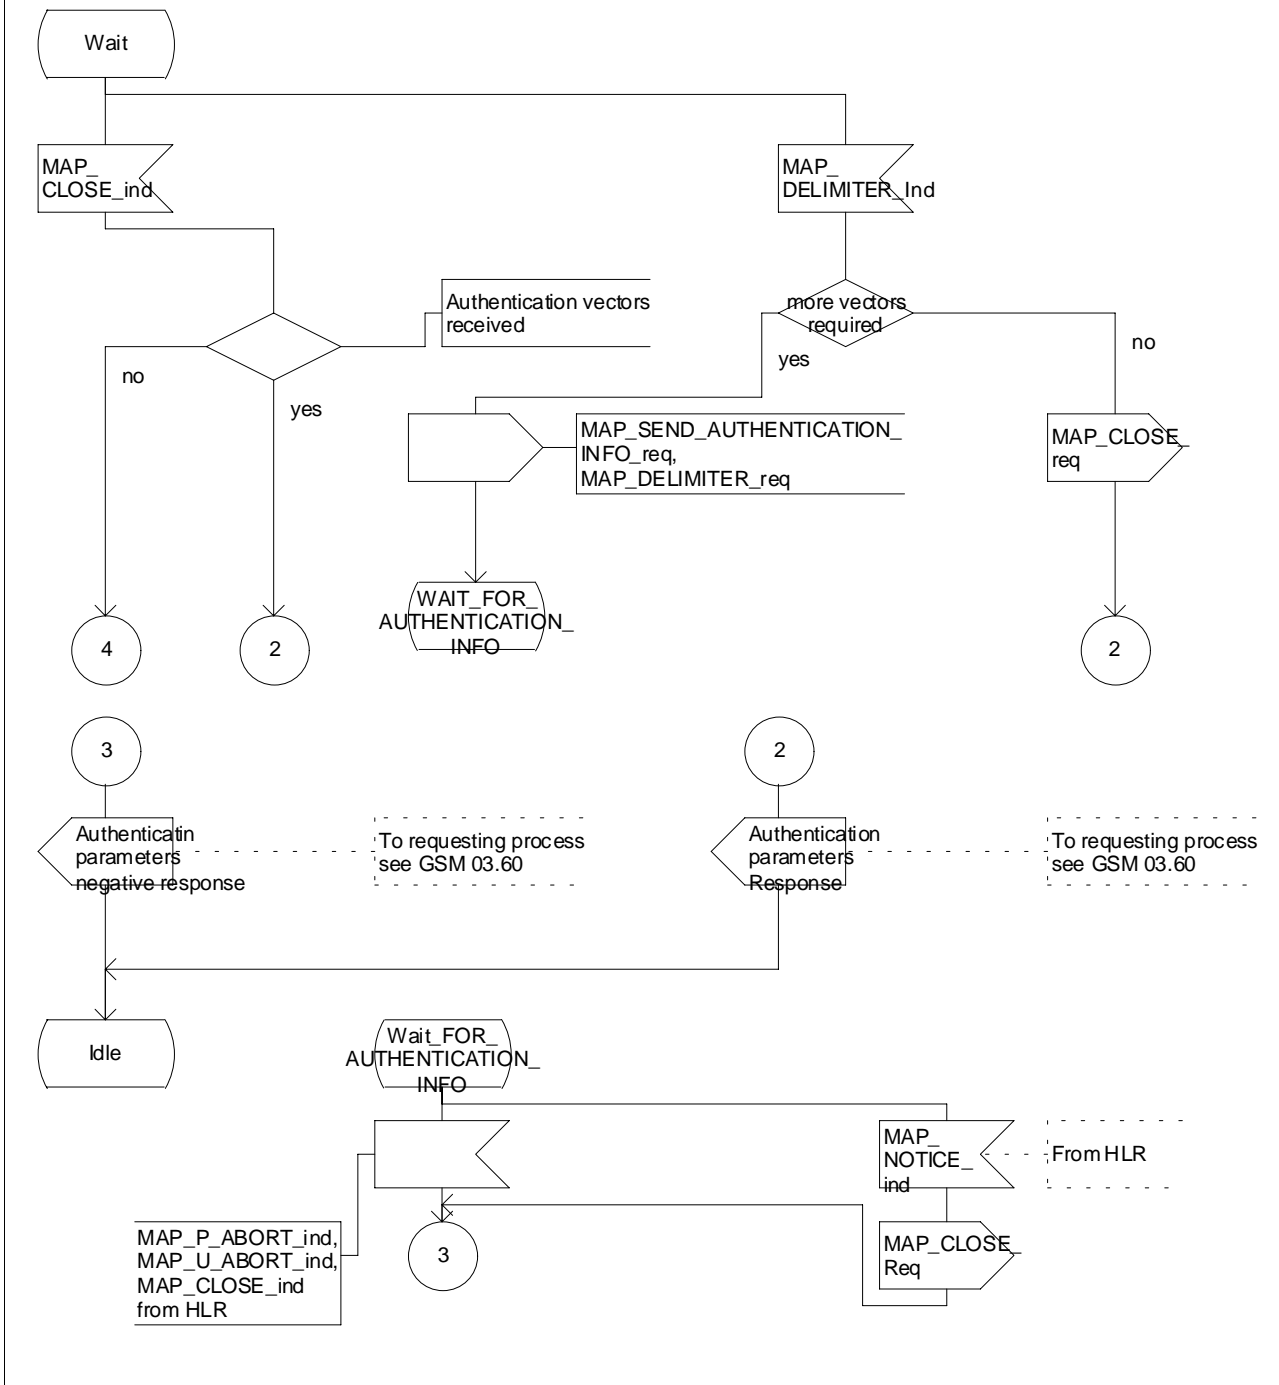 Wait
MAP_
CLOSE_ind
MAP_
DELIMITER_Ind
Authentication vectors
received
more vectors
required
no
yes
yes
no
MAP_SEND_AUTHENTICATION_
INFO_req,
MAP_DELIMITER_req
MAP_CLOSE_
req
WAIT_FOR_
AUTHENTICATION_
INFO
4
2
2
3
2
Authenticatin
parameters
negative response
To requesting process
see GSM 03.60
Authentication
parameters
Response
To requesting process
see GSM 03.60
Idle
Wait_FOR_
AUTHENTICATION_
INFO
MAP_
NOTICE_
ind
From HLR
MAP_P_ABORT_ind,
MAP_U_ABORT_ind,
MAP_CLOSE_ind
from HLR
3
MAP_CLOSE_
Req